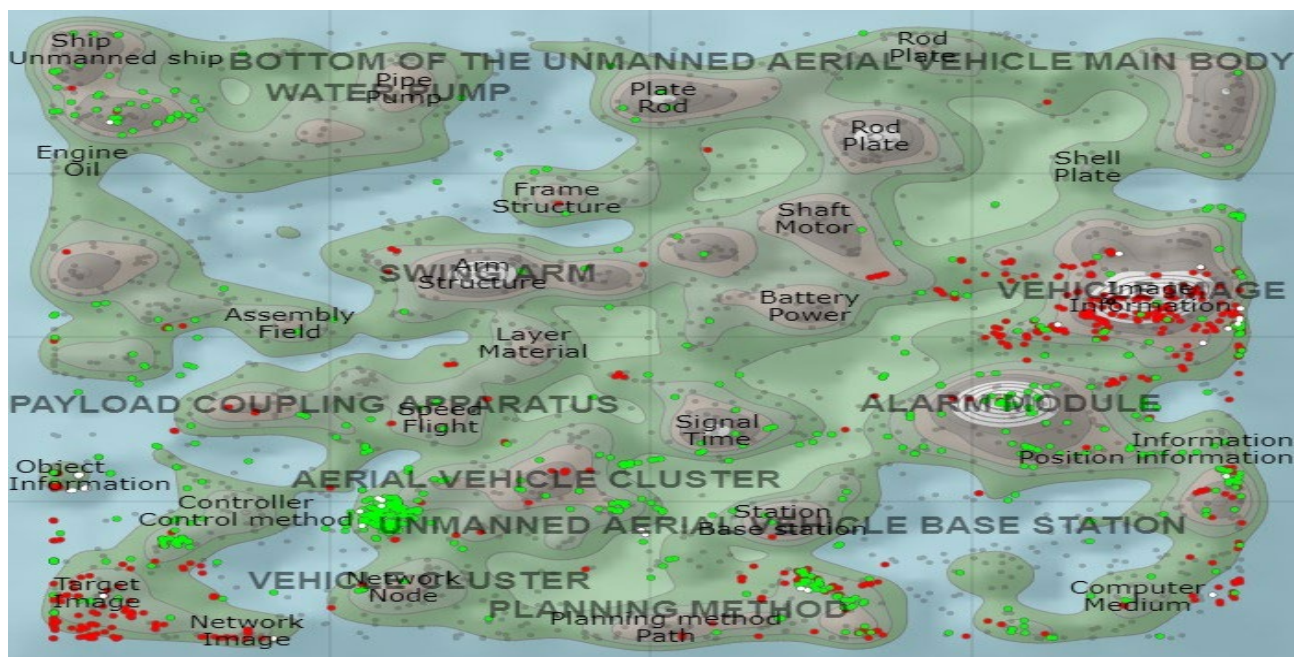 Ship
Unmanned ship
BOTTOM OF THE UNMANNED AERIAL VEHICLE MAIN BODY
Rod
Plate
WATER PUMP
Pipe
Pump
Plate
Rod
Rod
Plate
Engine
Oil
Shell
Plate
Frame
Structure
Shaft
Motor
SWING ARM
Arm
Structure
VEHICLE IMAGE
Image
Information
Battery
Power
Assembly
Field
Layer
Material
PAYLOAD COUPLING APPARATUS
Speed
Flight
ALARM MODULE
Signal
Time
Information
Position information
Object
Information
AERIAL VEHICLE CLUSTER
Controller
Control method
UNMANNED AERIAL VEHICLE BASE STATION
Station
Base station
VEHICLE CLUSTER
Network
Node
Target
Image
Computer
Medium
PLANNING METHOD
Planning method
Path
Network
Image